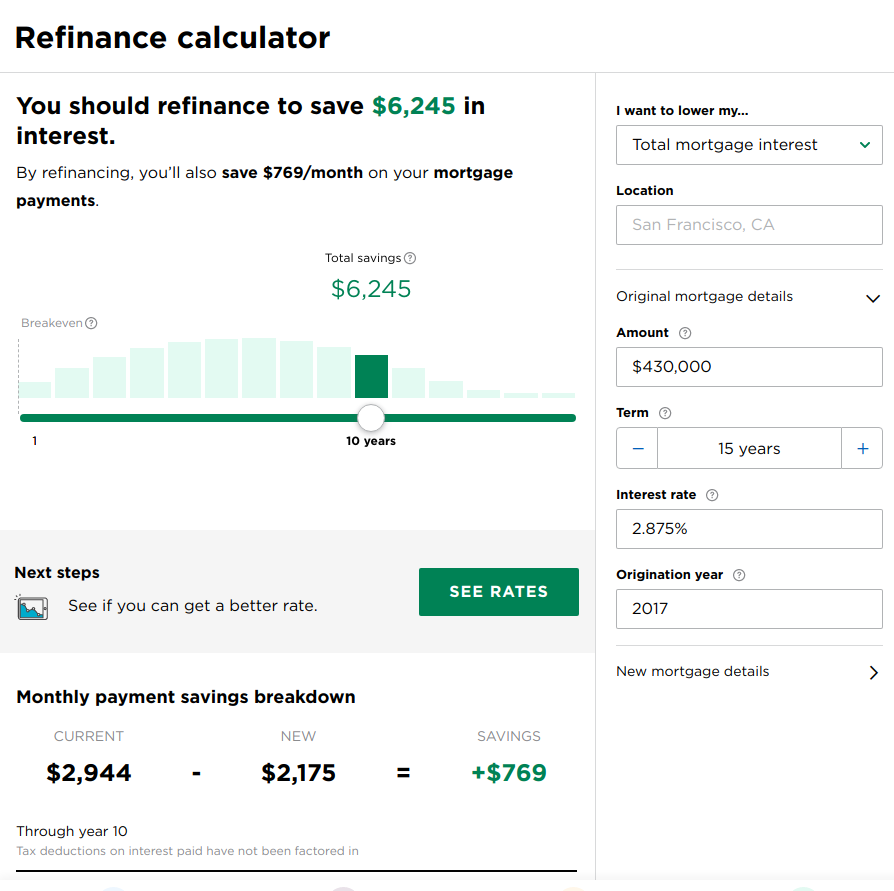 Refinance calculator
You should refinance to save $6,245 in
interest.
By refinancing, you’ll also save $769/month on your mortgage
payments.
Total savings ?
$6,245
Breakeven ?
1
10 years
Next steps
See if you can get a better rate.
SEE RATES
Monthly payment savings breakdown
CURRENT
NEW
SAVINGS
$2,944 - $2,175 = +$769
Through year 10
Tax deductions on interest paid have not been factored in
I want to lower my...
Total mortgage interest
Location
San Francisco, CA
Original mortgage details
Amount ?
$430,000
Term ?
− 15 years +
Interest rate ?
2.875%
Origination year ?
2017
New mortgage details